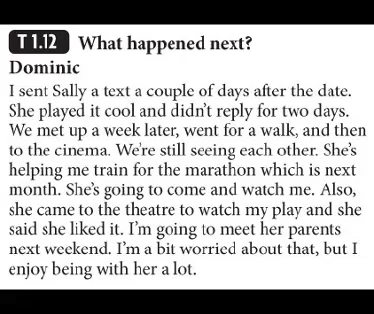 T 1.12 What happened next?
Dominic
I sent Sally a text a couple of days after the date.
She played it cool and didn't reply for two days.
We met up a week later, went for a walk, and then
to the cinema. We're still seeing each other. She's
helping me train for the marathon which is next
month. She's going to come and watch me. Also,
she came to the theatre to watch my play and she
said she liked it. I'm going to meet her parents
next weekend. I'm a bit worried about that, but I
enjoy being with her a lot.